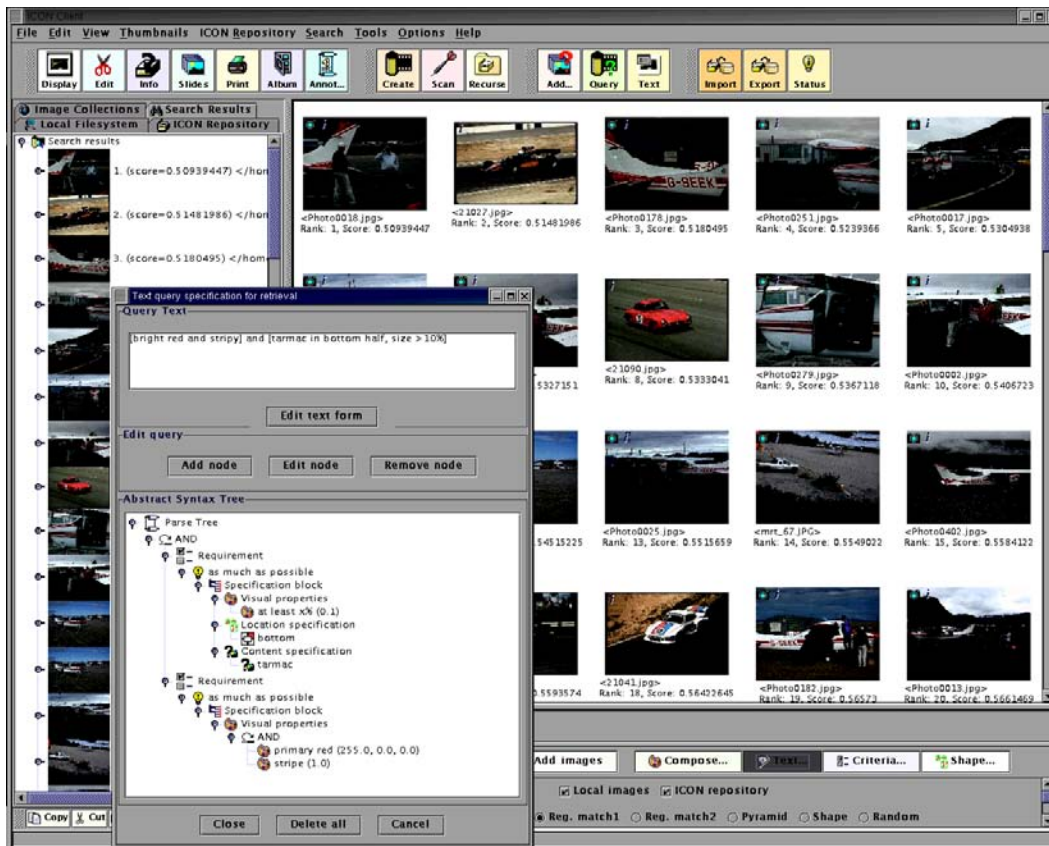 ICON Client
File Edit View Thumbnails ICON Repository Search Tools Options Help
Display Edit Info Slides Print Album Annot... Create Scan Recurse Add... Query Text Import Export Status
Image Collections Search Results
Local Filesystem ICON Repository
Search results
1. (score=0.50939447) </hom
2. (score=0.51481986) </hom
3. (score=0.5180495) </home
G-SEEK
<Photo0018.jpg> <21027.jpg> <Photo0178.jpg> <Photo0251.jpg> <Photo0017.jpg>
Rank: 1, Score: 0.50939447 Rank: 2, Score: 0.51481986 Rank: 3, Score: 0.5180495 Rank: 4, Score: 0.5239366 Rank: 5, Score: 0.5304938
Text query specification for retrieval
Query Text
[bright red and stripy] and [tarmac in bottom half, size > 10%]
Edit text form
Edit query
Add node Edit node Remove node
Abstract Syntax Tree
Parse Tree
AND
Requirement
as much as possible
Specification block
Visual properties
at least x% (0.1)
Location specification
bottom
Content specification
tarmac
Requirement
as much as possible
Specification block
Visual properties
AND
primary red (255.0, 0.0, 0.0)
stripe (1.0)
Close Delete all Cancel
<21090.jpg> <Photo0279.jpg> <Photo0002.jpg>
.5327151 Rank: 8, Score: 0.5333041 Rank: 9, Score: 0.5367118 Rank: 10, Score: 0.5406723
<Photo0025.jpg> <mrt_67.JPG> <Photo0402.jpg>
.54515225 Rank: 13, Score: 0.5515659 Rank: 14, Score: 0.5549022 Rank: 15, Score: 0.5584122
<21041.jpg> <Photo0182.jpg> <Photo0013.jpg>
.5593574 Rank: 18, Score: 0.56422645 Rank: 19, Score: 0.56573 Rank: 20, Score: 0.5661469
Add images Compose... Text... Criteria... Shape...
Local images ICON repository
Reg. match1 Reg. match2 Pyramid Shape Random
Copy Cut